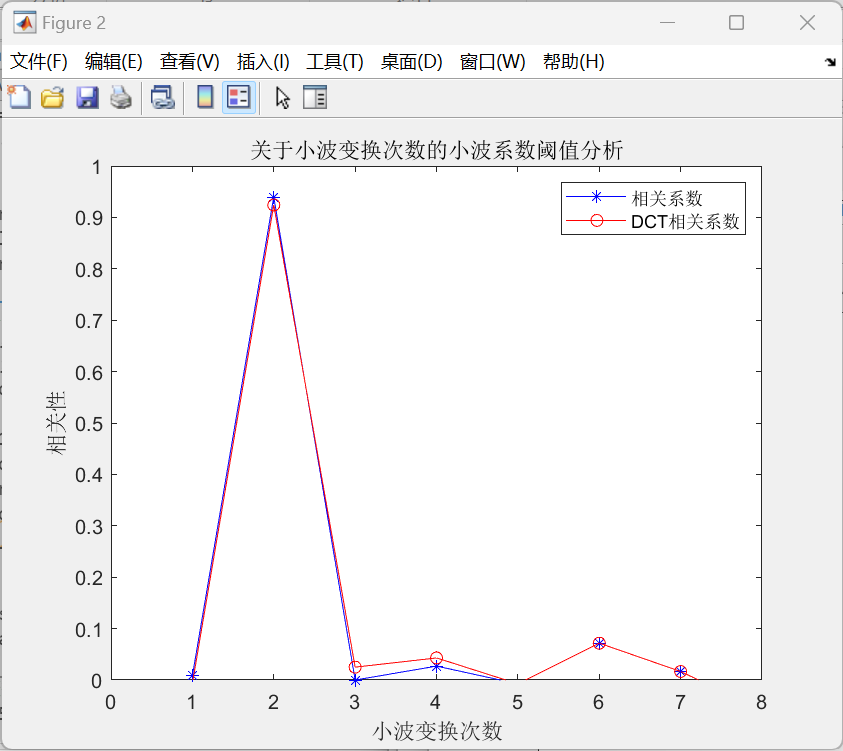 Figure 2
文件(F) 编辑(E) 查看(V) 插入(I) 工具(T) 桌面(D) 窗口(W) 帮助(H)
关于小波变换次数的小波系数阈值分析
相关系数
DCT相关系数
1
0.9
0.8
0.7
0.6
0.5
0.4
0.3
0.2
0.1
0
相关性
0 1 2 3 4 5 6 7 8
小波变换次数